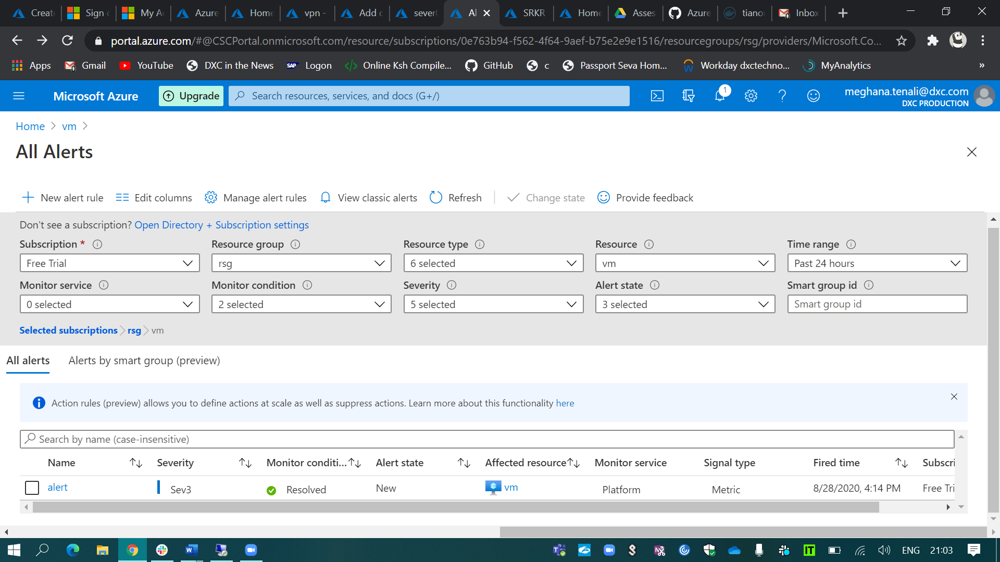 Creat
Sign
My A
Azure
Home
vpn -
Add c
sever
Al
SRKR
Home
Asses
Azure
tianor
Inbox
portal.azure.com/#@CSCPortal.onmicrosoft.com/resource/subscriptions/0e763b94-f562-4f64-9aef-b75e2e9e1516/resourcegroups/rsg/providers/Microsoft.Co...
Apps Gmail YouTube DXC in the News SAP Logon Online Ksh Compile... GitHub c Passport Seva Hom... Workday dxctechno... MyAnalytics »
Microsoft Azure
Upgrade
Search resources, services, and docs (G+/)
1
meghana.tenali@dxc.com
DXC PRODUCTION
Home > vm >
All Alerts
New alert rule Edit columns Manage alert rules View classic alerts Refresh Change state Provide feedback
Don't see a subscription? Open Directory + Subscription settings
Subscription * Resource group Resource type Resource Time range
Free Trial rsg 6 selected vm Past 24 hours
Monitor service Monitor condition Severity Alert state Smart group id
0 selected 2 selected 5 selected 3 selected Smart group id
Selected subscriptions > rsg > vm
All alerts Alerts by smart group (preview)
Action rules (preview) allows you to define actions at scale as well as suppress actions. Learn more about this functionality here
Search by name (case-insensitive)
Name Severity Monitor conditi... Alert state Affected resource Monitor service Signal type Fired time Subscri
alert Sev3 Resolved New vm Platform Metric 8/28/2020, 4:14 PM Free Tri
ENG 21:03